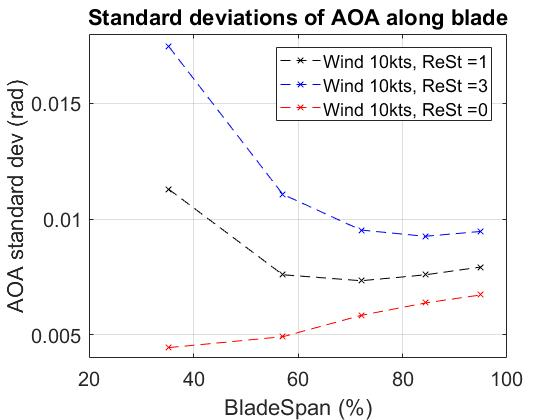 Standard deviations of AOA along blade
Wind 10kts, ReSt =1
Wind 10kts, ReSt =3
Wind 10kts, ReSt =0
AOA standard dev (rad)
0.015
0.01
0.005
20 40 60 80 100
BladeSpan (%)